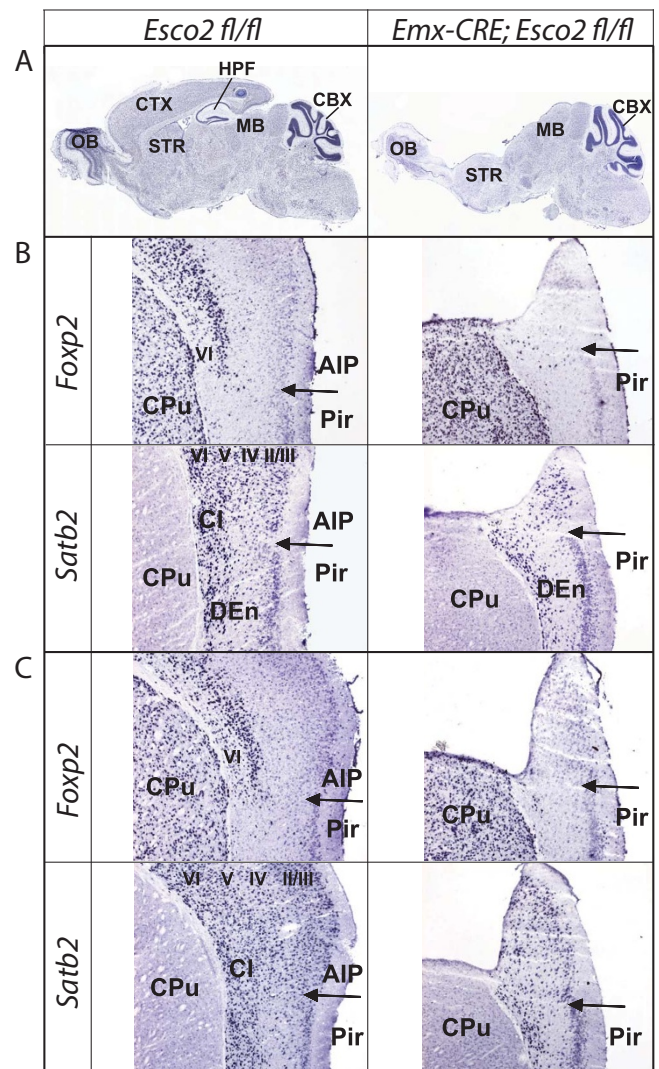 Esco2 fl/fl
Emx-CRE; Esco2 fl/fl
A
HPF
CTX
CBX
MB
OB
STR
CBX
MB
OB
STR
B
Foxp2
VI
AIP
CPu
Pir
Pir
CPu
Satb2
VI V IV II/III
CI
AIP
CPu
Pir
DEn
Pir
CPu
DEn
C
Foxp2
VI
CPu
AIP
Pir
CPu
Pir
Satb2
VI V IV II/III
CI
AIP
CPu
Pir
CPu
Pir